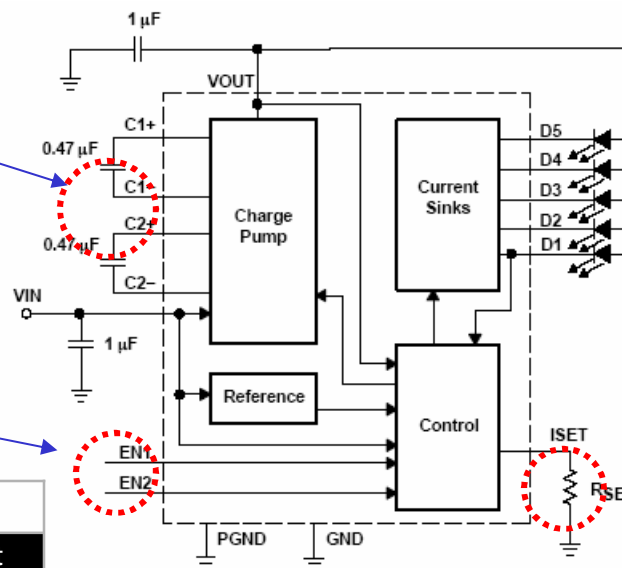 1 µF
VOUT
C1+
0.47 µF
C1-
C2+
0.47 µF
C2−
VIN
1 µF
Charge
Pump
Current
Sinks
D5
D4
D3
D2
D1
Reference
Control
EN1
EN2
ISET
RSE
PGND
GND
t